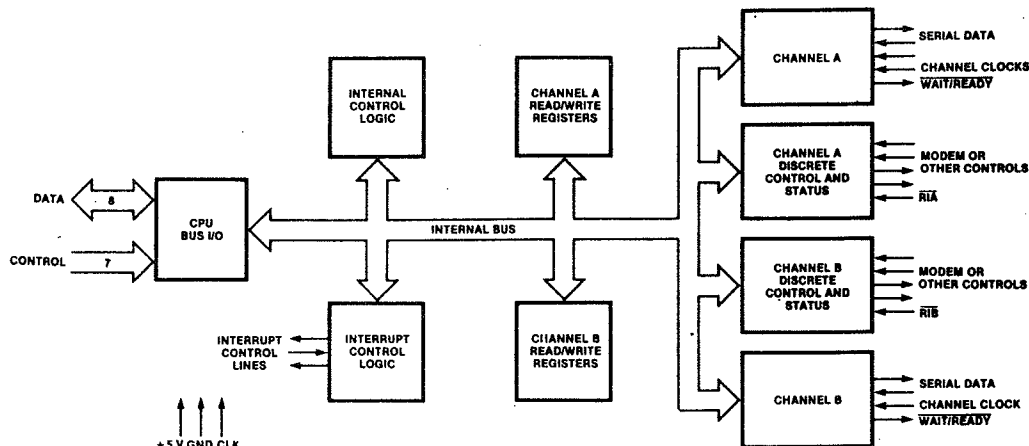 INTERNAL
CONTROL
LOGIC
CHANNEL A
READ/WRITE
REGISTERS
CHANNEL A
SERIAL DATA
CHANNEL CLOCKS
WAIT/READY
CHANNEL A
DISCRETE
CONTROL AND
STATUS
MODEM OR
OTHER CONTROLS
RIA
DATA
8
CONTROL
7
CPU
BUS I/O
INTERNAL BUS
CHANNEL B
DISCRETE
CONTROL AND
STATUS
MODEM OR
OTHER CONTROLS
RIB
INTERRUPT
CONTROL
LINES
INTERRUPT
CONTROL
LOGIC
CHANNEL B
READ/WRITE
REGISTERS
CHANNEL B
SERIAL DATA
CHANNEL CLOCK
WAIT/READY
+5 V GND CLK